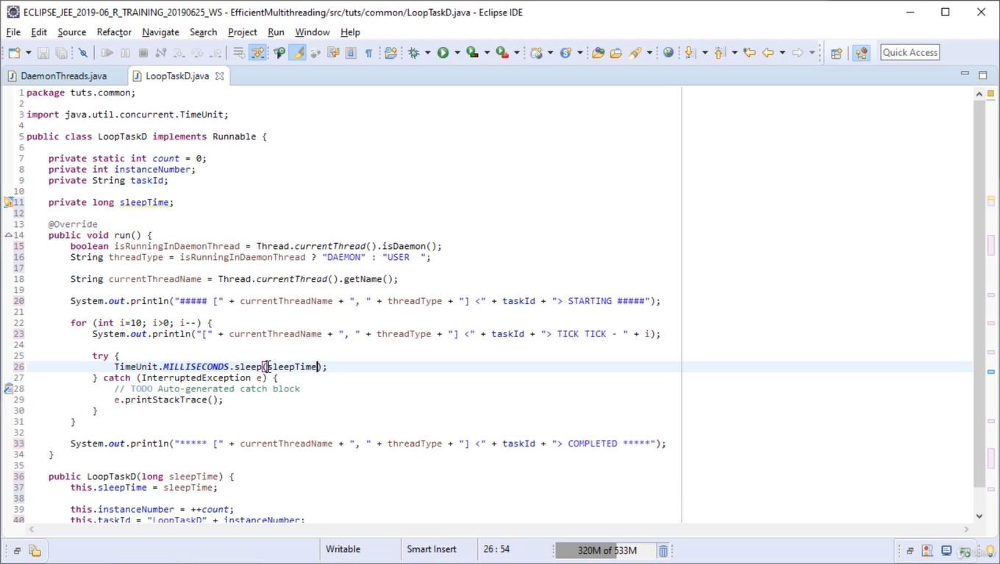 ECLIPSE_JEE_2019-06_R_TRAINING_20190625_WS - EfficientMultithreading/src/tuts/common/LoopTaskD.java - Eclipse IDE
File Edit Source Refactor Navigate Search Project Run Window Help
Quick Access
DaemonThreads.java LoopTaskD.java
1 package tuts.common;
2
3 import java.util.concurrent.TimeUnit;
4
5 public class LoopTaskD implements Runnable {
6
7 private static int count = 0;
8 private int instanceNumber;
9 private String taskId;
10
11 private long sleepTime;
12
13 @Override
14 public void run() {
15 boolean isRunningInDaemonThread = Thread.currentThread().isDaemon();
16 String threadType = isRunningInDaemonThread ? "DAEMON" : "USER  ";
17
18 String currentThreadName = Thread.currentThread().getName();
19
20 System.out.println("##### [" + currentThreadName + ", " + threadType + "] <" + taskId + "> STARTING #####");
21
22 for (int i=10; i>0; i--) {
23 System.out.println("[" + currentThreadName + ", " + threadType + "] <" + taskId + "> TICK TICK - " + i);
24
25 try {
26 TimeUnit.MILLISECONDS.sleep(sleepTime);
27 } catch (InterruptedException e) {
28 // TODO Auto-generated catch block
29 e.printStackTrace();
30 }
31 }
32
33 System.out.println("***** [" + currentThreadName + ", " + threadType + "] <" + taskId + "> COMPLETED *****");
34 }
35
36 public LoopTaskD(long sleepTime) {
37 this.sleepTime = sleepTime;
38
39 this.instanceNumber = ++count;
40 this.taskId = "LoopTaskD" + instanceNumber;
Writable Smart Insert 26 : 54 320M of 533M